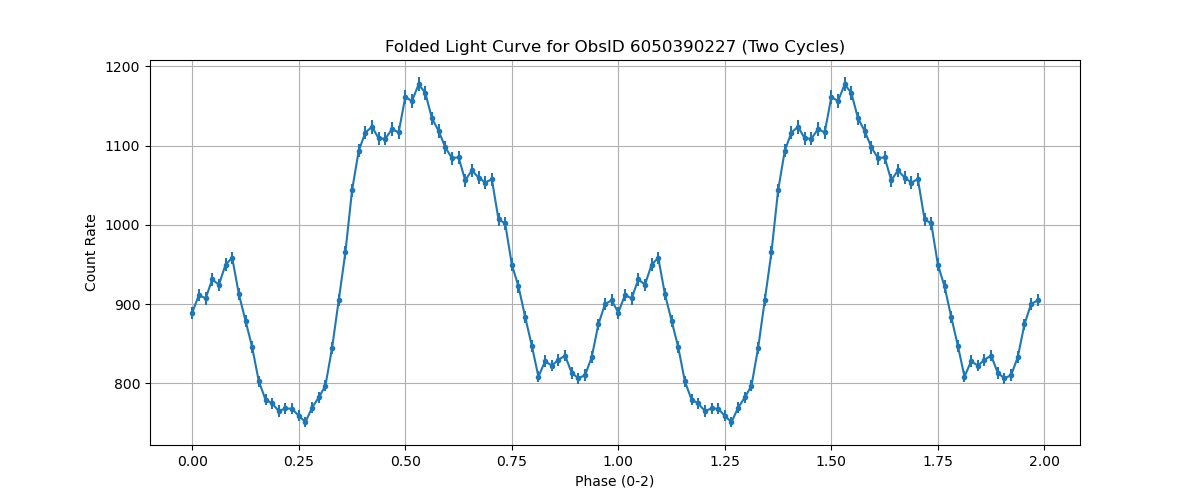 Folded Light Curve for ObsID 6050390227 (Two Cycles)
1200
1100
1000
900
800
Count Rate
0.00 0.25 0.50 0.75 1.00 1.25 1.50 1.75 2.00
Phase (0-2)